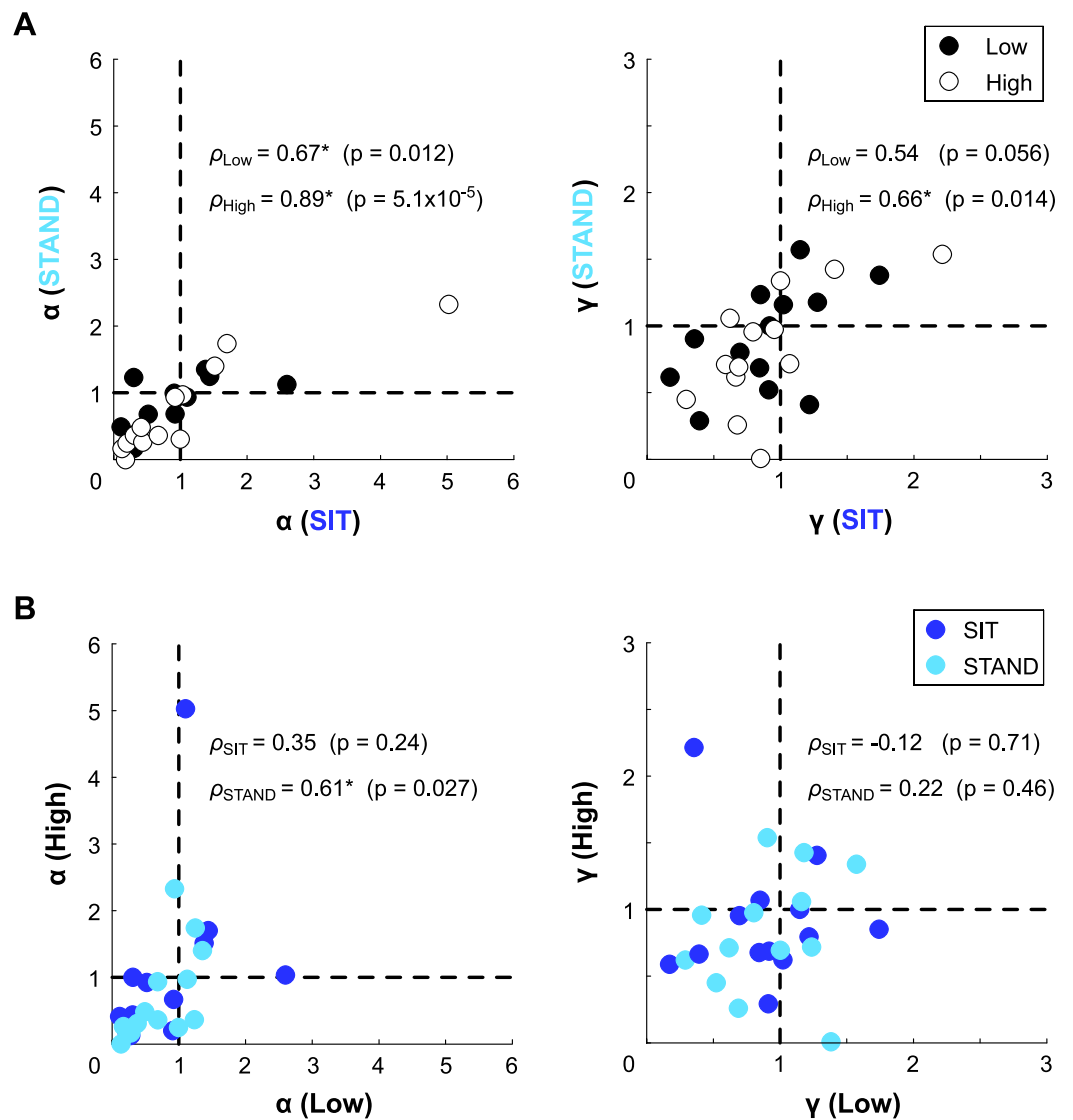 A
6
5
4
3
2
1
0
1
2
3
4
5
6
α (STAND)
α (SIT)
ρLow = 0.67* (p = 0.012)
ρHigh = 0.89* (p = 5.1x10-5)
3
2
1
0
1
2
3
γ (STAND)
γ (SIT)
Low
High
ρLow = 0.54 (p = 0.056)
ρHigh = 0.66* (p = 0.014)
B
6
5
4
3
2
1
0
1
2
3
4
5
6
α (High)
α (Low)
ρSIT = 0.35 (p = 0.24)
ρSTAND = 0.61* (p = 0.027)
3
2
1
0
1
2
3
γ (High)
γ (Low)
SIT
STAND
ρSIT = -0.12 (p = 0.71)
ρSTAND = 0.22 (p = 0.46)